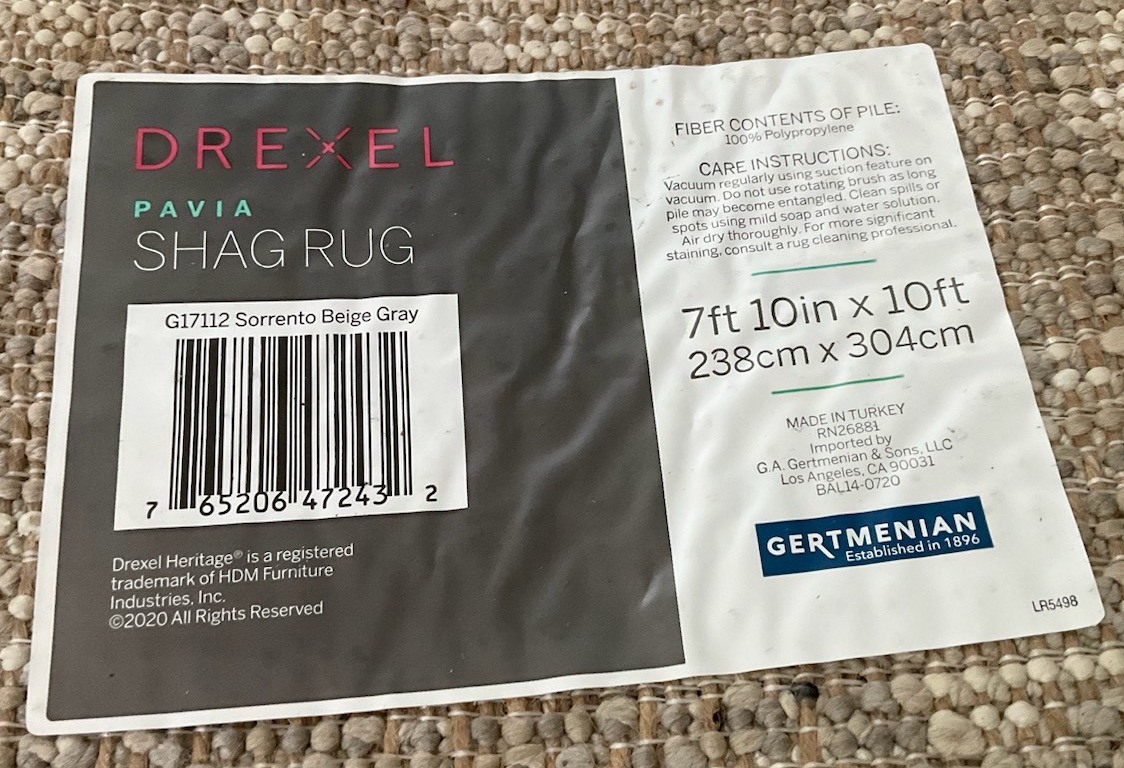 DREXEL
PAVIA
SHAG RUG
G17112 Sorrento Beige Gray
7 65206 47243 2
Drexel Heritage® is a registered
trademark of HDM Furniture
Industries, Inc.
©2020 All Rights Reserved
FIBER CONTENTS OF PILE:
100% Polypropylene
CARE INSTRUCTIONS:
Vacuum regularly using suction feature on
vacuum. Do not use rotating brush as long
pile may become entangled. Clean spills or
spots using mild soap and water solution.
Air dry thoroughly. For more significant
staining, consult a rug cleaning professional.
7ft 10in x 10ft
238cm x 304cm
MADE IN TURKEY
RN26881
Imported by
G.A. Gertmenian & Sons, LLC
Los Angeles, CA 90031
BAL14-0720
GERTMENIAN
Established in 1896
LR5498